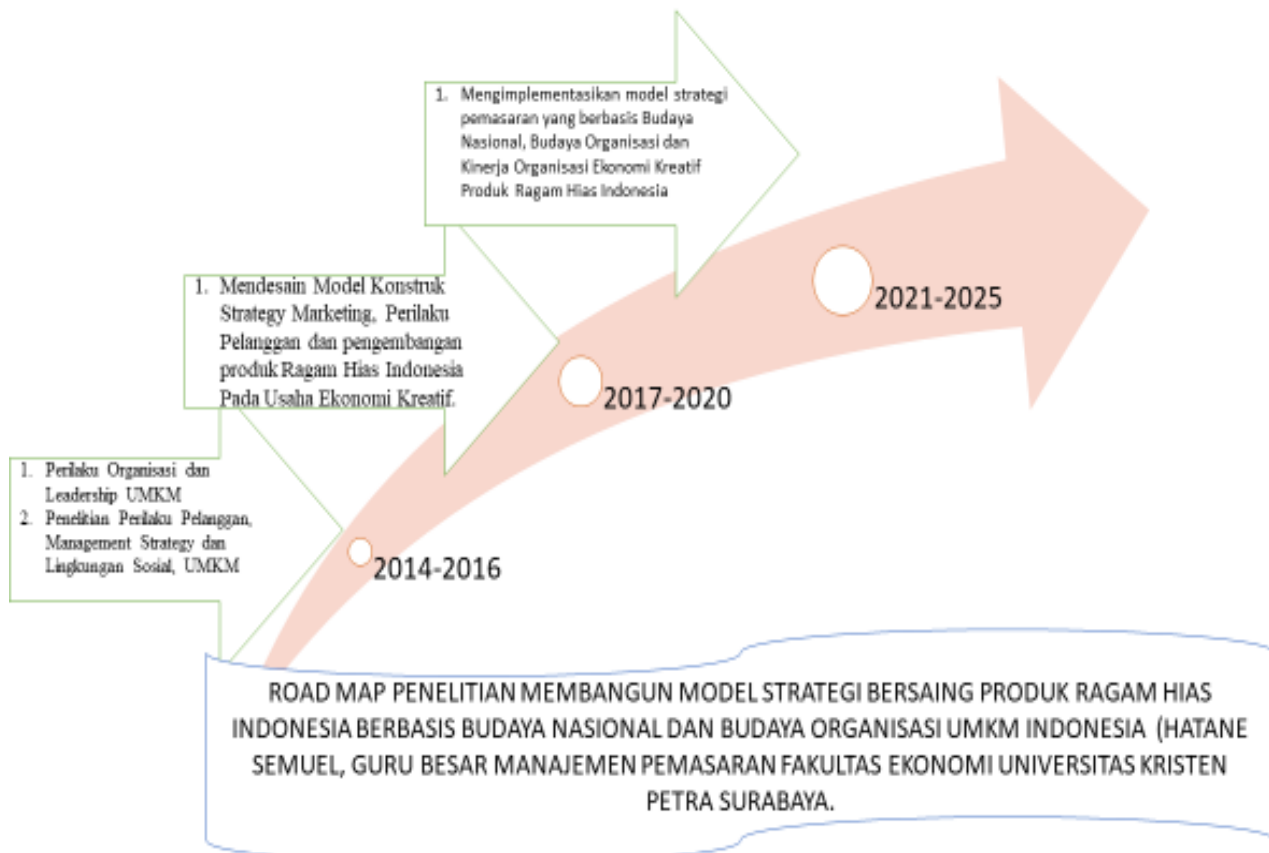 1. Mengimplementasikan model strategi
pemasaran yang berbasis Budaya
Nasional, Budaya Organisasi dan
Kinerja Organisasi Ekonomi Kreatif
Produk Ragam Hias Indonesia
1. Mendesain Model Konstruk
Strategy Marketing, Perilaku
Pelanggan dan pengembangan
produk Ragam Hias Indonesia
Pada Usaha Ekonomi Kreatif.
1. Perilaku Organisasi dan
Leadership UMKM
2. Penelitian Perilaku Pelanggan,
Management Strategy dan
Lingkungan Sosial, UMKM
2021-2025
2017-2020
2014-2016
ROAD MAP PENELITIAN MEMBANGUN MODEL STRATEGI BERSAING PRODUK RAGAM HIAS
INDONESIA BERBASIS BUDAYA NASIONAL DAN BUDAYA ORGANISASI UMKM INDONESIA (HATANE
SEMUEL, GURU BESAR MANAJEMEN PEMASARAN FAKULTAS EKONOMI UNIVERSITAS KRISTEN
PETRA SURABAYA.